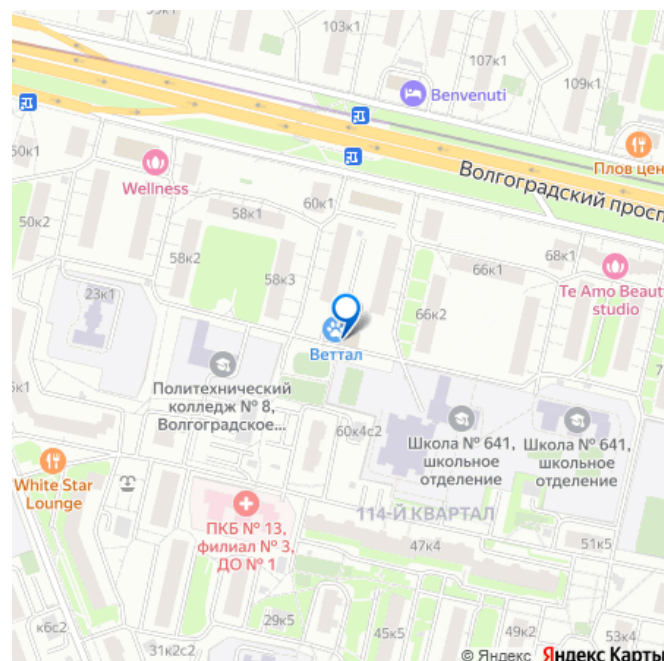 103к1
107к1
109к1
Benvenuti
Плов цен
60к1
Wellness
60к1
Волгоградский просп
50к2
58к1
58к2
58к3
66к1
68к1
66к2
Te Amo Beaut
studio
23к1
Веттал
Политехнический
колледж № 8,
Волгоградское...
к1
60к4с2
Школа № 641,
школьное
отделение
Школа № 641,
школьное
отделение
White Star
Lounge
ПКБ № 13,
филиал № 3,
ДО № 1
114-Й КВАРТАЛ
47к4
51к5
29к5
45к5
49к2
53к4
к6с2
31к2с2
© Яндекс Яндекс Карты